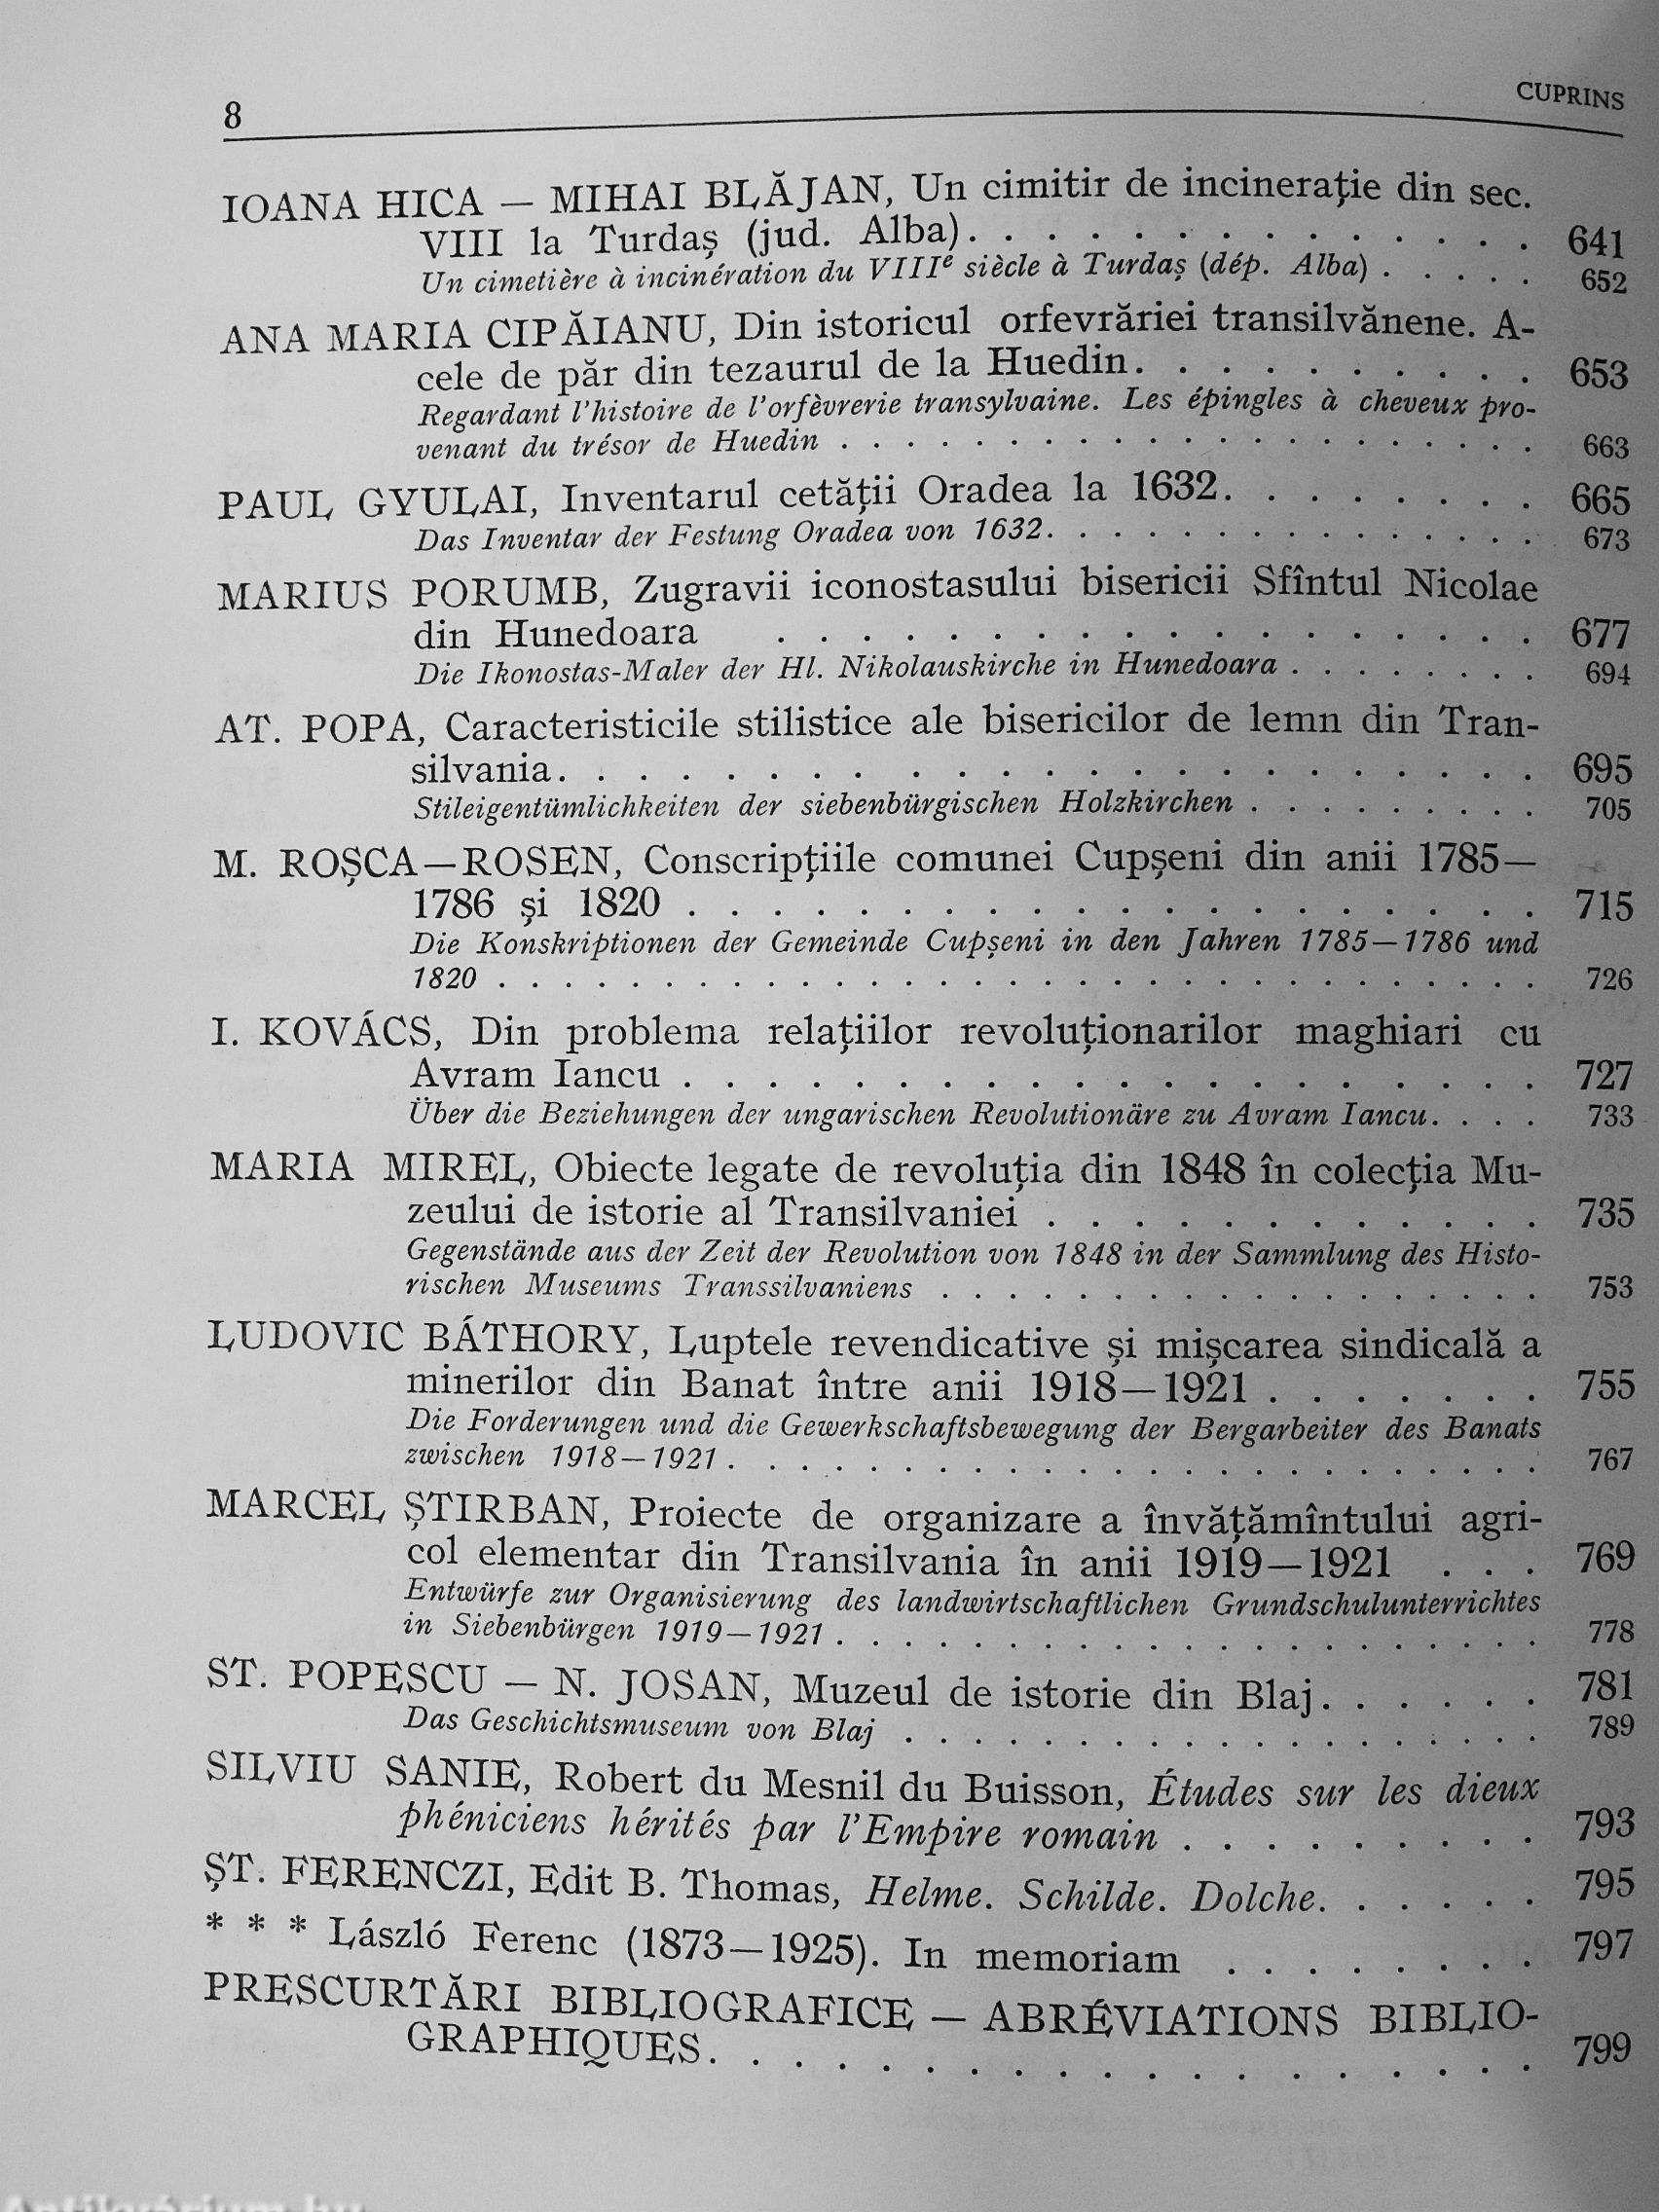 8
CUPRINS
IOANA HICA — MIHAI BLĂJAN, Un cimitir de incinerație din sec.
VIII la Turdaș (jud. Alba). . . . . . . . . . . . . . 641
Un cimetière à incinération du VIIIe siècle à Turdaș (dép. Alba) . . . . . 652
ANA MARIA CIPĂIANU, Din istoricul orfevrăriei transilvănene. A-
cele de păr din tezaurul de la Huedin. . . . . . . . . . 653
Regardant l'histoire de l'orfèvrerie transylvaine. Les épingles à cheveux pro-
venant du trésor de Huedin . . . . . . . . . . . . . . . . . . . . . 663
PAUL GYULAI, Inventarul cetății Oradea la 1632. . . . . . . . 665
Das Inventar der Festung Oradea von 1632. . . . . . . . . . . . . . . 673
MARIUS PORUMB, Zugravii iconostasului bisericii Sfîntul Nicolae
din Hunedoara . . . . . . . . . . . . . . . . . . 677
Die Ikonostas-Maler der Hl. Nikolauskirche in Hunedoara . . . . . . . . 694
AT. POPA, Caracteristicile stilistice ale bisericilor de lemn din Tran-
silvania. . . . . . . . . . . . . . . . . . . . . . . 695
Stileigentümlichkeiten der siebenbürgischen Holzkirchen . . . . . . . . . 705
M. ROȘCA—ROSEN, Conscripțiile comunei Cupșeni din anii 1785—
1786 și 1820 . . . . . . . . . . . . . . . . . . . . 715
Die Konskriptionen der Gemeinde Cupșeni in den Jahren 1785—1786 und
1820 . . . . . . . . . . . . . . . . . . . . . . . . . . . . . . . 726
I. KOVÁCS, Din problema relațiilor revoluționarilor maghiari cu
Avram Iancu . . . . . . . . . . . . . . . . . . . . 727
Über die Beziehungen der ungarischen Revolutionäre zu Avram Iancu. . . . 733
MARIA MIREL, Obiecte legate de revoluția din 1848 în colecția Mu-
zeului de istorie al Transilvaniei . . . . . . . . . . . . 735
Gegenstände aus der Zeit der Revolution von 1848 in der Sammlung des Histo-
rischen Museums Transsilvaniens . . . . . . . . . . . . . . . . . . 753
LUDOVIC BÁTHORY, Luptele revendicative și mișcarea sindicală a
minerilor din Banat între anii 1918—1921 . . . . . . . 755
Die Forderungen und die Gewerkschaftsbewegung der Bergarbeiter des Banats
zwischen 1918—1921 . . . . . . . . . . . . . . . . . . . . . . . . 767
MARCEL ȘTIRBAN, Proiecte de organizare a învățămîntului agri-
col elementar din Transilvania în anii 1919—1921 . . . 769
Entwürfe zur Organisierung des landwirtschaftlichen Grundschulunterrichtes
in Siebenbürgen 1919—1921 . . . . . . . . . . . . . . . . . . . . . 778
ST. POPESCU — N. JOSAN, Muzeul de istorie din Blaj. . . . . . 781
Das Geschichtsmuseum von Blaj . . . . . . . . . . . . . . . . . . . 789
SILVIU SANIE, Robert du Mesnil du Buisson, Études sur les dieux
phéniciens hérités par l'Empire romain . . . . . . . . . 793
ȘT. FERENCZI, Edit B. Thomas, Helme. Schilde. Dolche. . . . . . 795
* * * László Ferenc (1873—1925). In memoriam . . . . . . . . 797
PRESCURTĂRI BIBLIOGRAFICE — ABRÉVIATIONS BIBLIO-
GRAPHIQUES. . . . . . . . . . . . . . . . . . . . 799
Antikvárium.hu